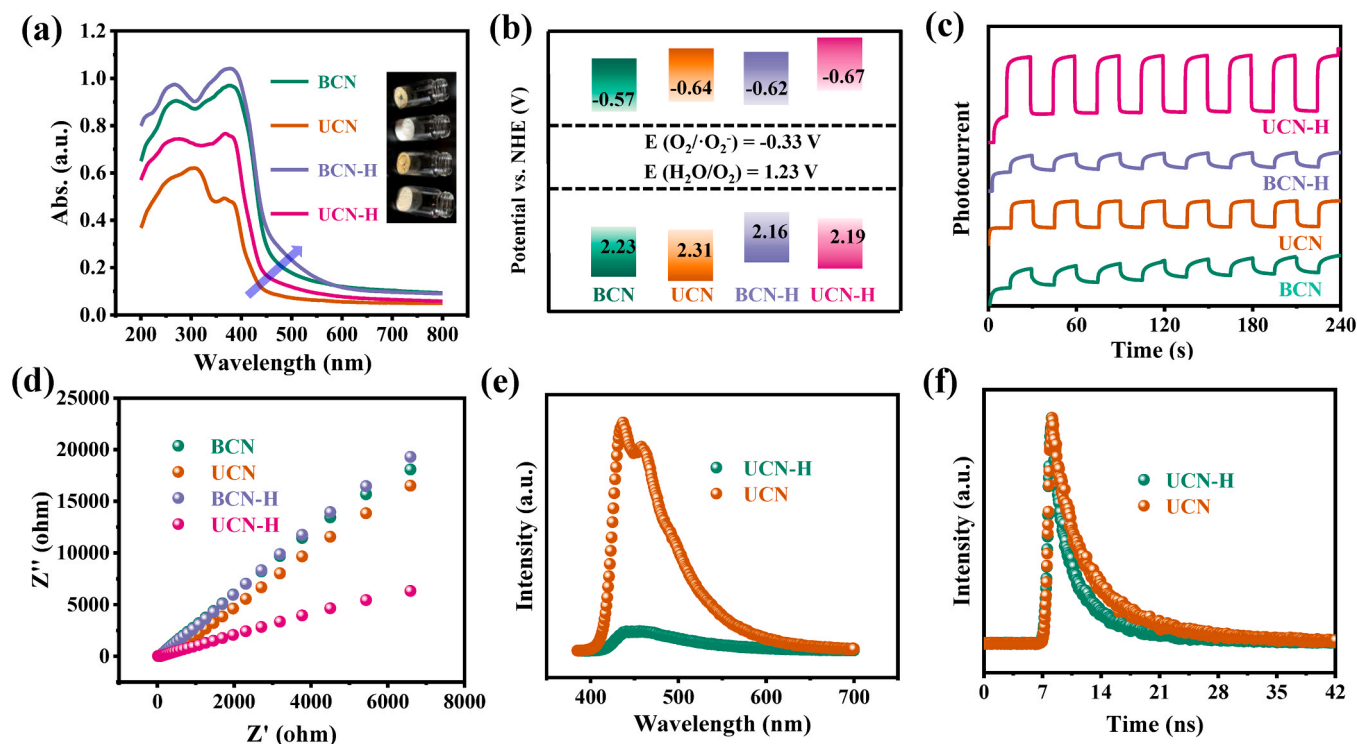 (a)
Abs. (a.u.)
1.2
1.0
0.8
0.6
0.4
0.2
0.0
BCN
UCN
BCN-H
UCN-H
200 300 400 500 600 700 800
Wavelength (nm)
(b)
Potential vs. NHE (V)
-0.57 -0.64 -0.62 -0.67
E (O₂/·O₂⁻) = -0.33 V
E (H₂O/O₂) = 1.23 V
2.23 2.31 2.16 2.19
BCN UCN BCN-H UCN-H
(c)
Photocurrent
UCN-H
BCN-H
UCN
BCN
0 60 120 180 240
Time (s)
(d)
Z'' (ohm)
25000
20000
15000
10000
5000
0
BCN
UCN
BCN-H
UCN-H
0 2000 4000 6000 8000
Z' (ohm)
(e)
Intensity (a.u.)
UCN-H
UCN
400 500 600 700
Wavelength (nm)
(f)
Intensity (a.u.)
UCN-H
UCN
0 7 14 21 28 35 42
Time (ns)